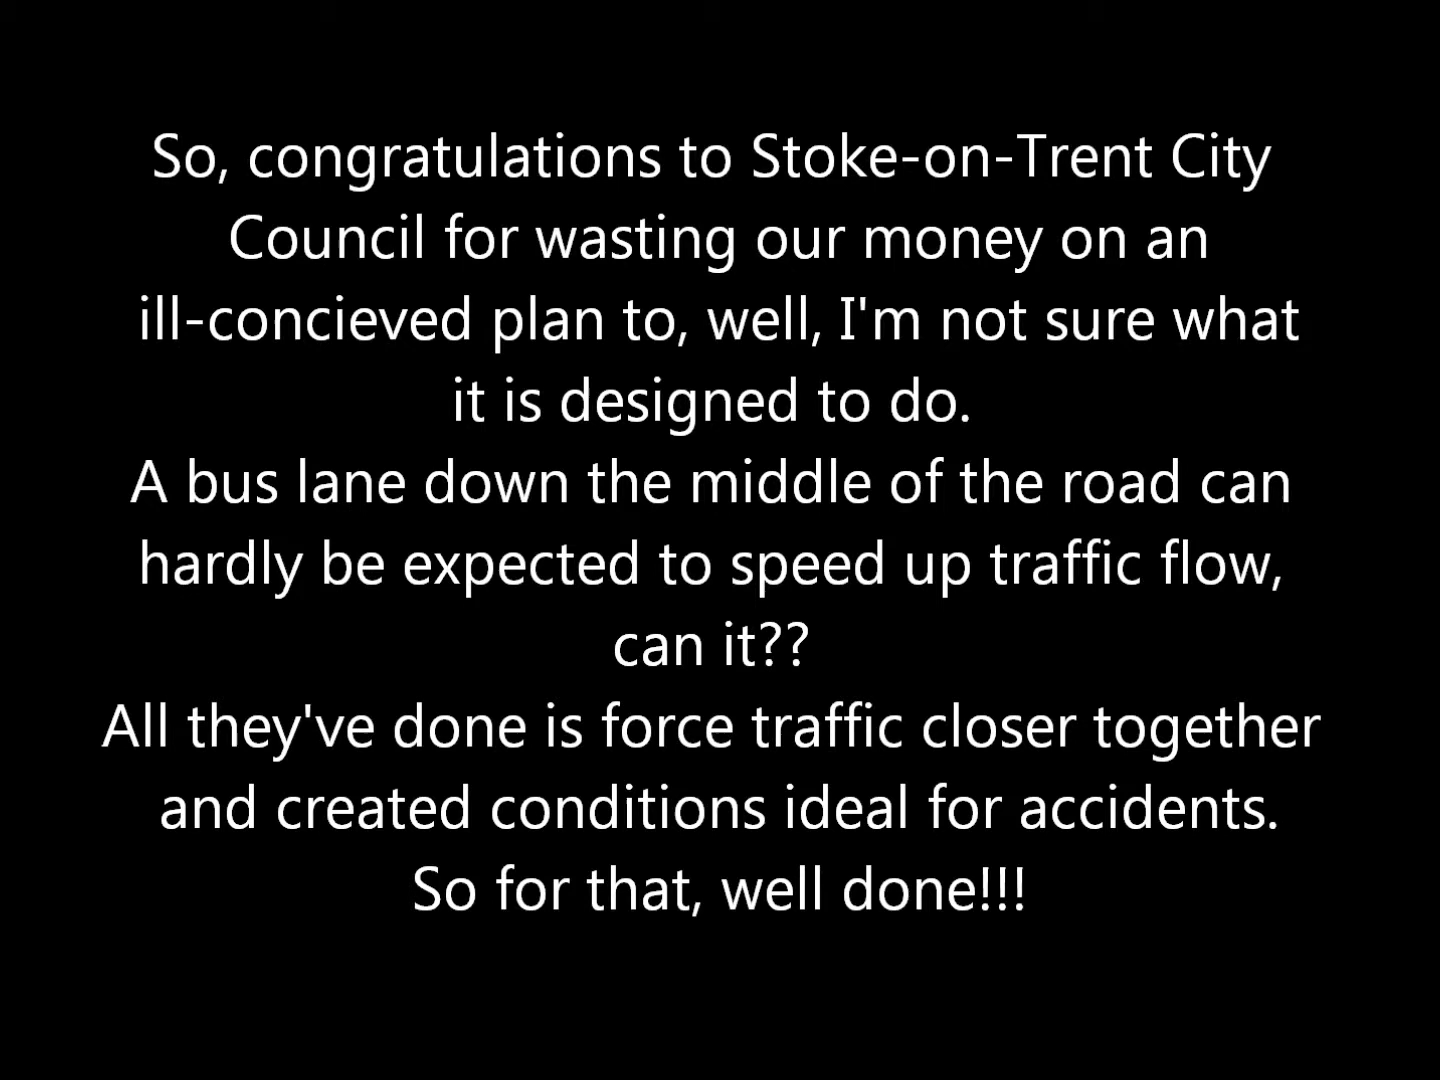 So, congratulations to Stoke-on-Trent City
Council for wasting our money on an
ill-concieved plan to, well, I'm not sure what
it is designed to do.
A bus lane down the middle of the road can
hardly be expected to speed up traffic flow,
can it??
All they've done is force traffic closer together
and created conditions ideal for accidents.
So for that, well done!!!